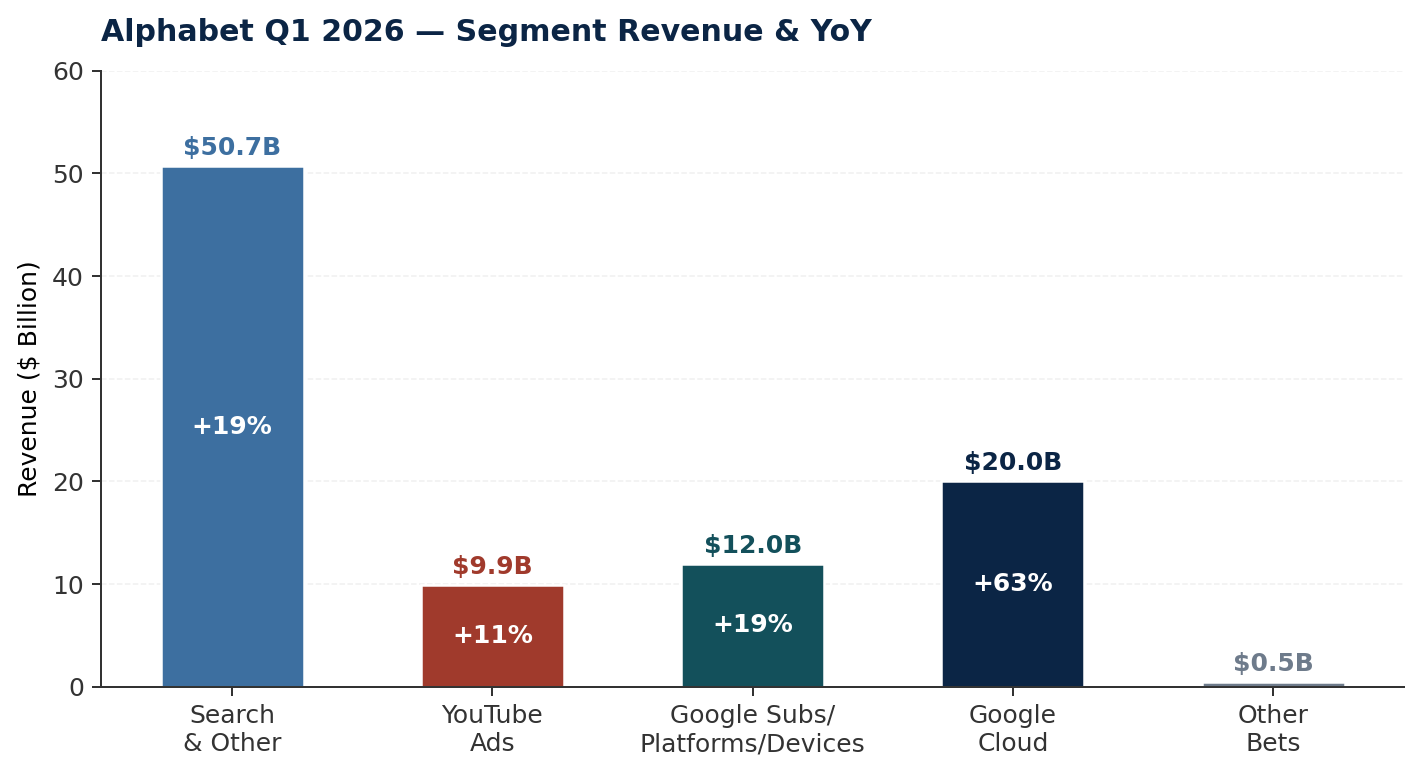 Alphabet Q1 2026 — Segment Revenue & YoY
Revenue ($ Billion)
60
50
40
30
20
10
0
$50.7B
+19%
$9.9B
+11%
$12.0B
+19%
$20.0B
+63%
$0.5B
Search
& Other
YouTube
Ads
Google Subs/
Platforms/Devices
Google
Cloud
Other
Bets